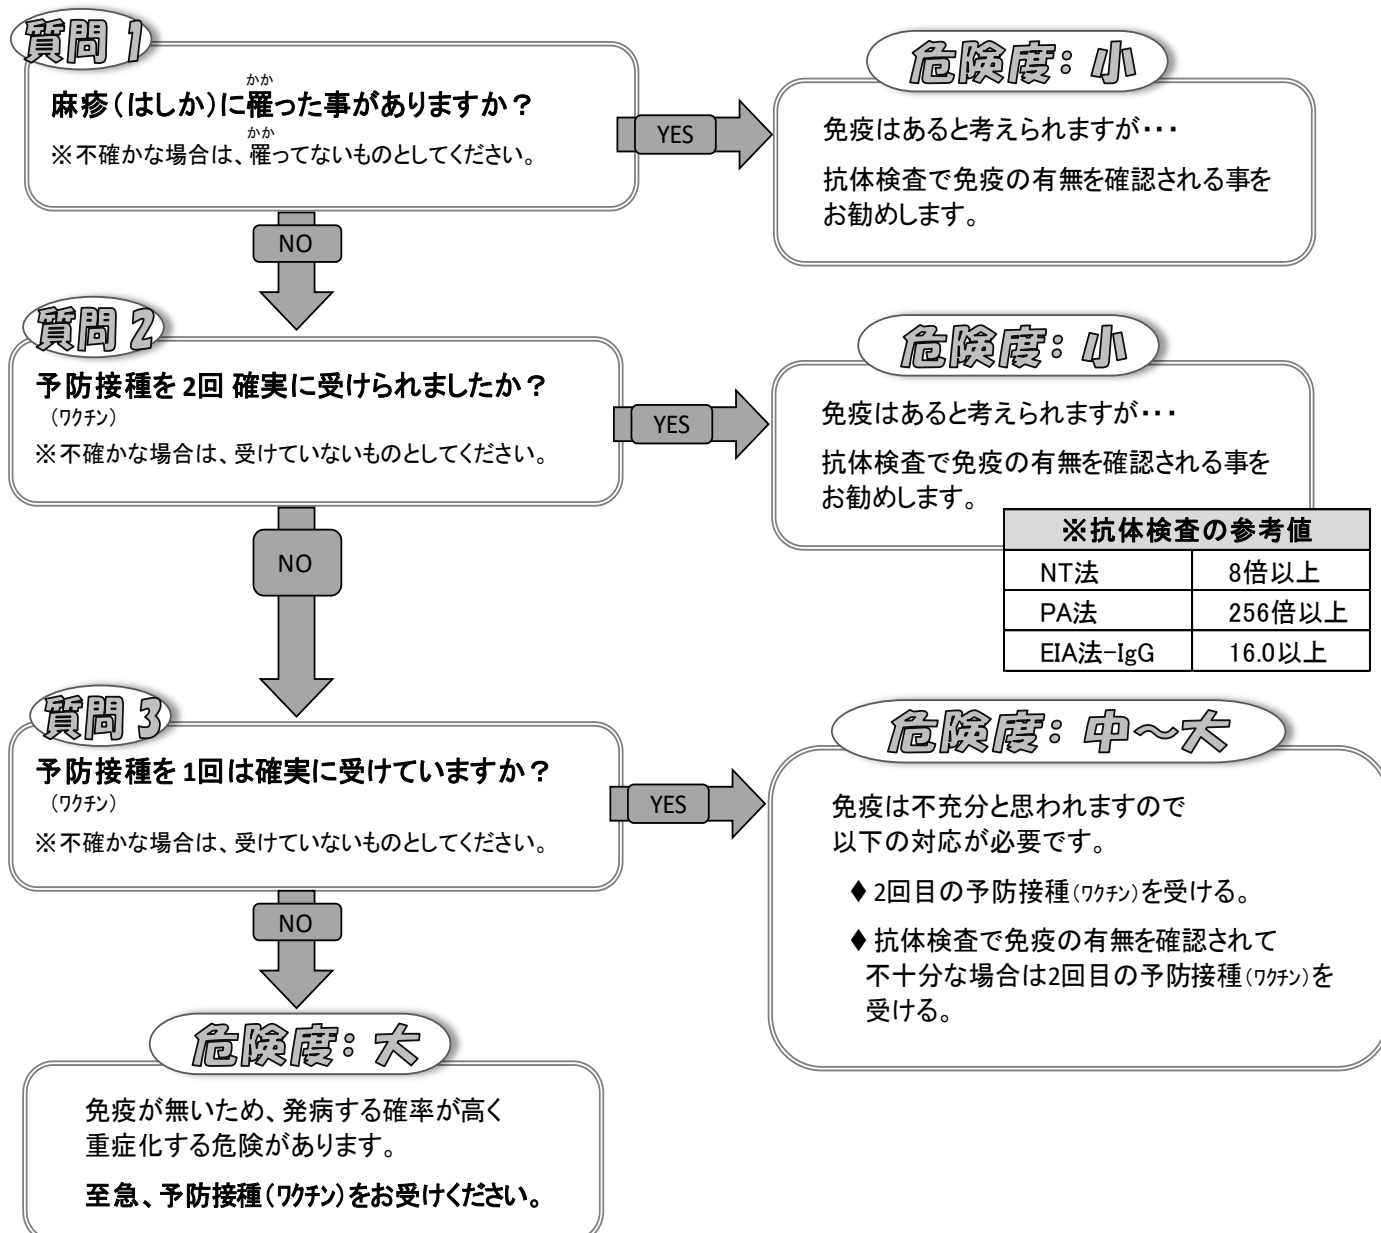 質問 1
麻疹(はしか)に罹った事がありますか？
かか
※不確かな場合は、罹ってないものとしてください。
かか
YES
危険度：小
免疫はあると考えられますが・・・
抗体検査で免疫の有無を確認される事を
お勧めします。
NO
質問 2
予防接種を 2回 確実に受けられましたか？
(ワクチン)
※不確かな場合は、受けていないものとしてください。
YES
危険度：小
免疫はあると考えられますが・・・
抗体検査で免疫の有無を確認される事を
お勧めします。
※抗体検査の参考値
NT法 8倍以上
PA法 256倍以上
EIA法-IgG 16.0以上
NO
質問 3
予防接種を 1回は確実に受けていますか？
(ワクチン)
※不確かな場合は、受けていないものとしてください。
YES
危険度：中～大
免疫は不充分と思われますので
以下の対応が必要です。
◆ 2回目の予防接種(ワクチン)を受ける。
◆ 抗体検査で免疫の有無を確認されて
不十分な場合は2回目の予防接種(ワクチン)を
受ける。
NO
危険度：大
免疫が無いため、発病する確率が高く
重症化する危険があります。
至急、予防接種(ワクチン)をお受けください。